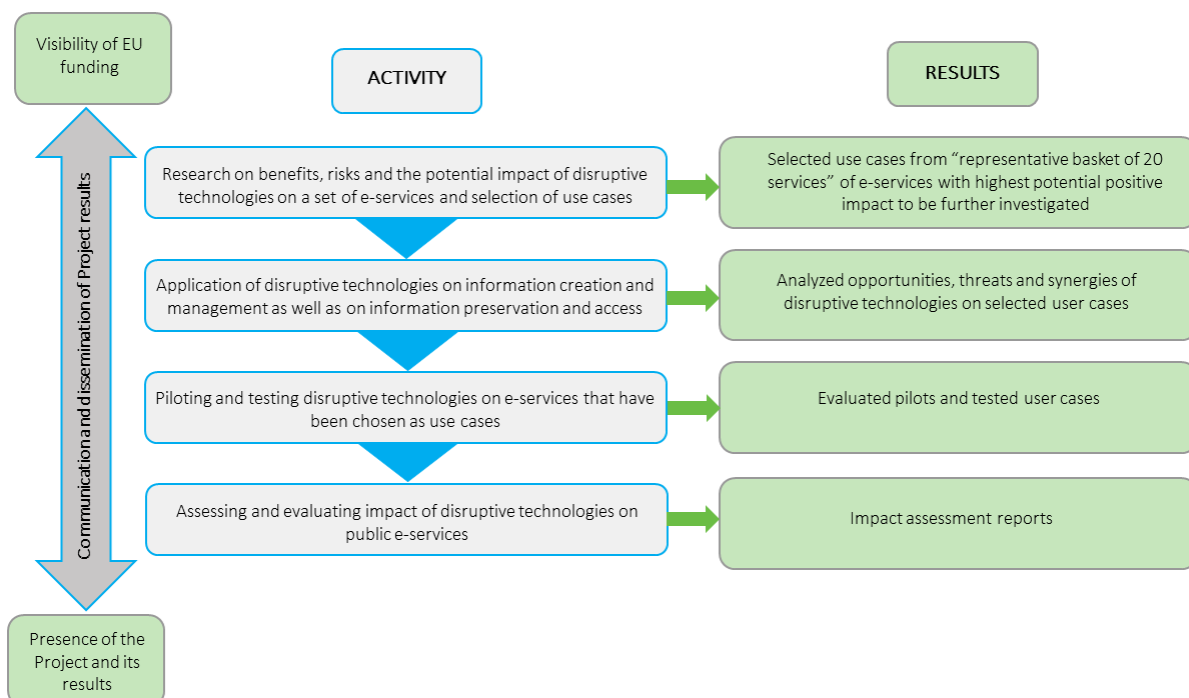 Visibility of EU
funding
ACTIVITY
RESULTS
Communication and dissemination of Project results
Research on benefits, risks and the potential impact of disruptive
technologies on a set of e-services and selection of use cases
Selected use cases from “representative basket of 20
services” of e-services with highest potential positive
impact to be further investigated
Application of disruptive technologies on information creation and
management as well as on information preservation and access
Analyzed opportunities, threats and synergies of
disruptive technologies on selected user cases
Piloting and testing disruptive technologies on e-services that have
been chosen as use cases
Evaluated pilots and tested user cases
Assessing and evaluating impact of disruptive technologies on
public e-services
Impact assessment reports
Presence of the
Project and its
results